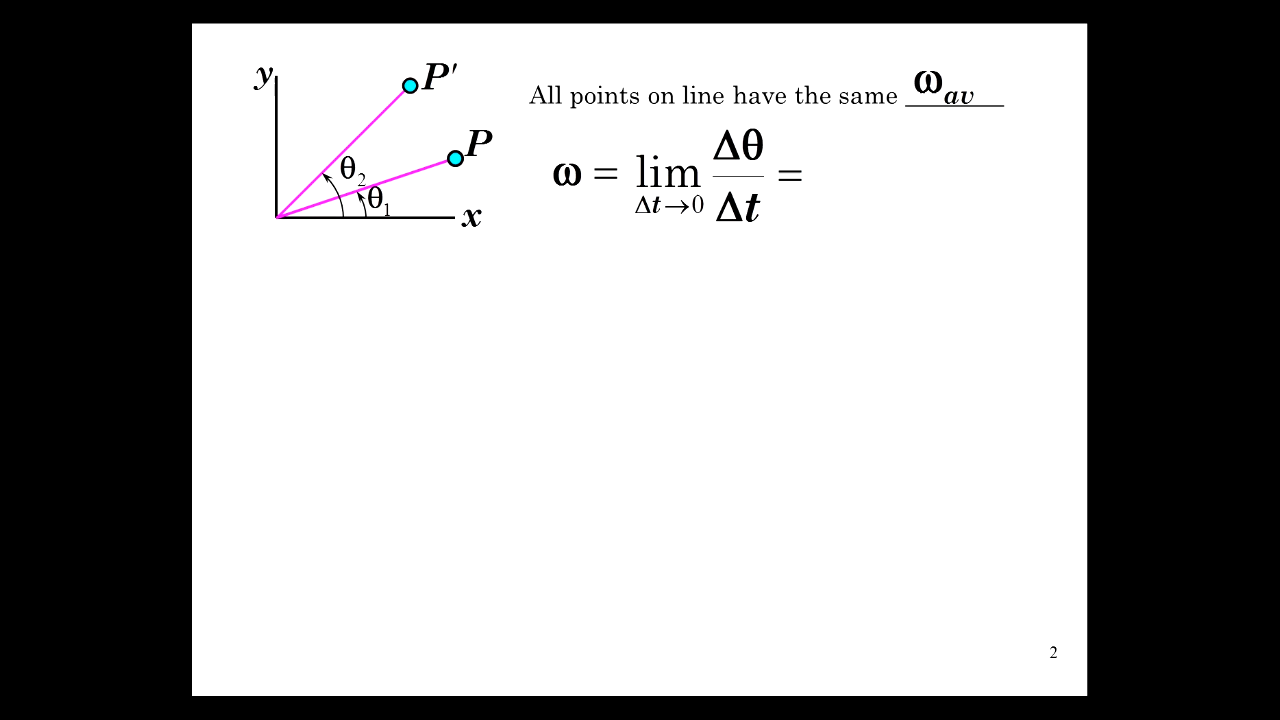 y
P′
P
θ2
θ1
x
All points on line have the same ωav
ω = lim Δt→0 Δθ/Δt =
2